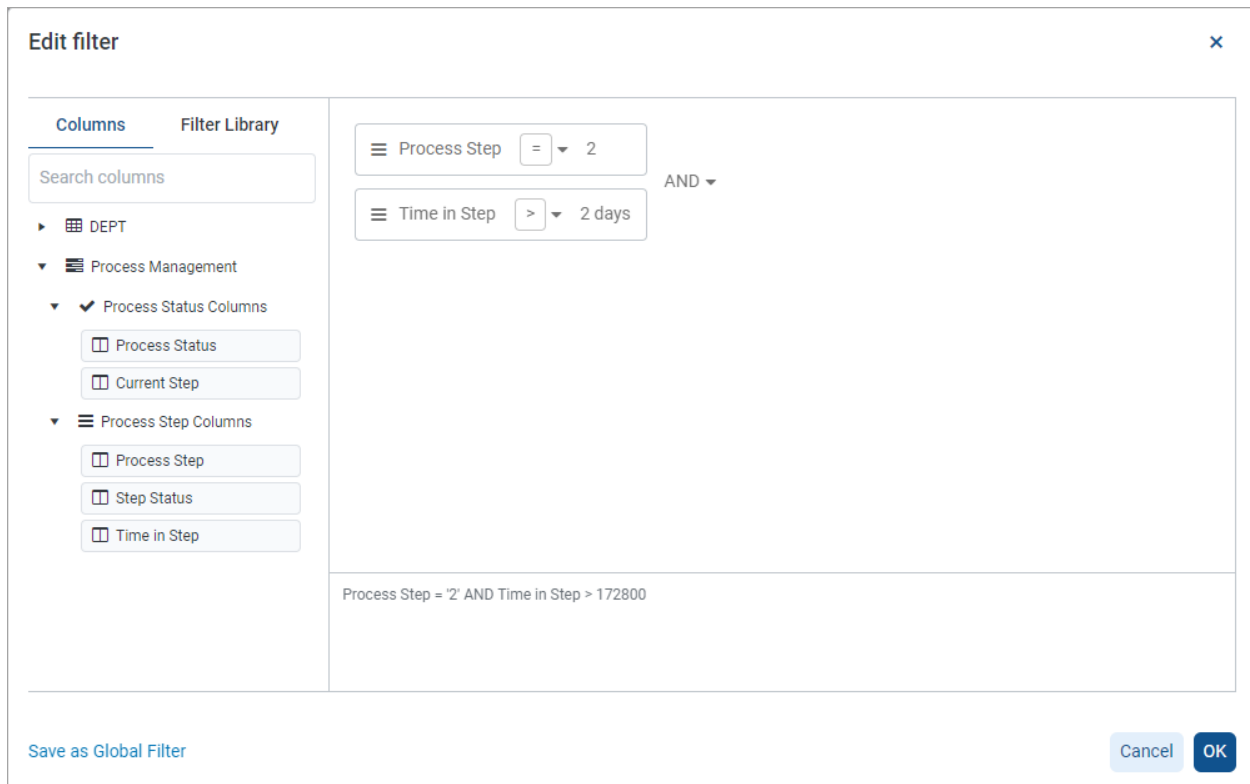 Edit filter
Columns Filter Library
Search columns
DEPT
Process Management
Process Status Columns
Process Status
Current Step
Process Step Columns
Process Step
Step Status
Time in Step
Process Step = 2
AND
Time in Step > 2 days
Process Step = '2' AND Time in Step > 172800
Save as Global Filter
Cancel OK